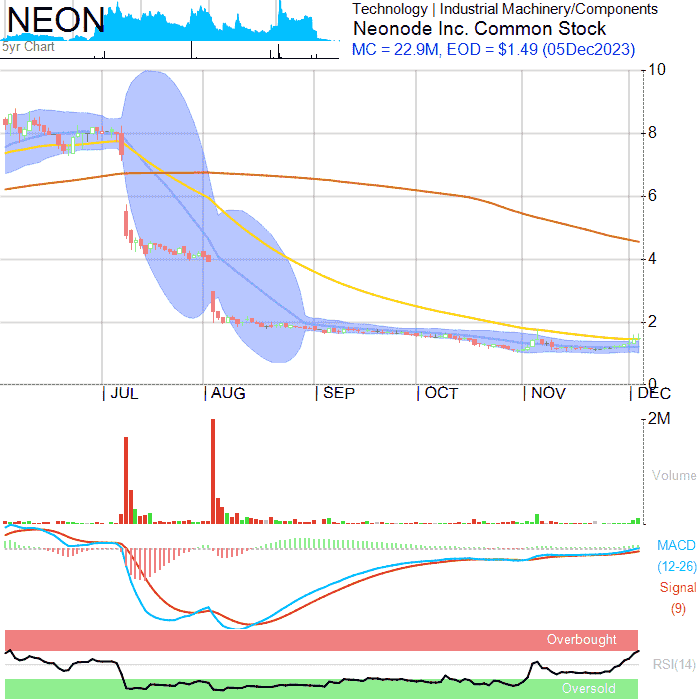 NEON
5yr Chart
Technology | Industrial Machinery/Components
Neonode Inc. Common Stock
MC = 22.9M, EOD = $1.49 (05Dec2023)
10
8
6
4
2
0
JUL AUG SEP OCT NOV DEC
2M
Volume
MACD
(12-26)
Signal
(9)
Overbought
RSI(14)
Oversold